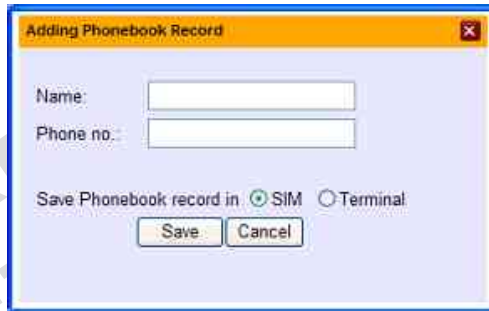 Adding Phonebook Record
Name:
Phone no.:
Save Phonebook record in SIM Terminal
Save Cancel